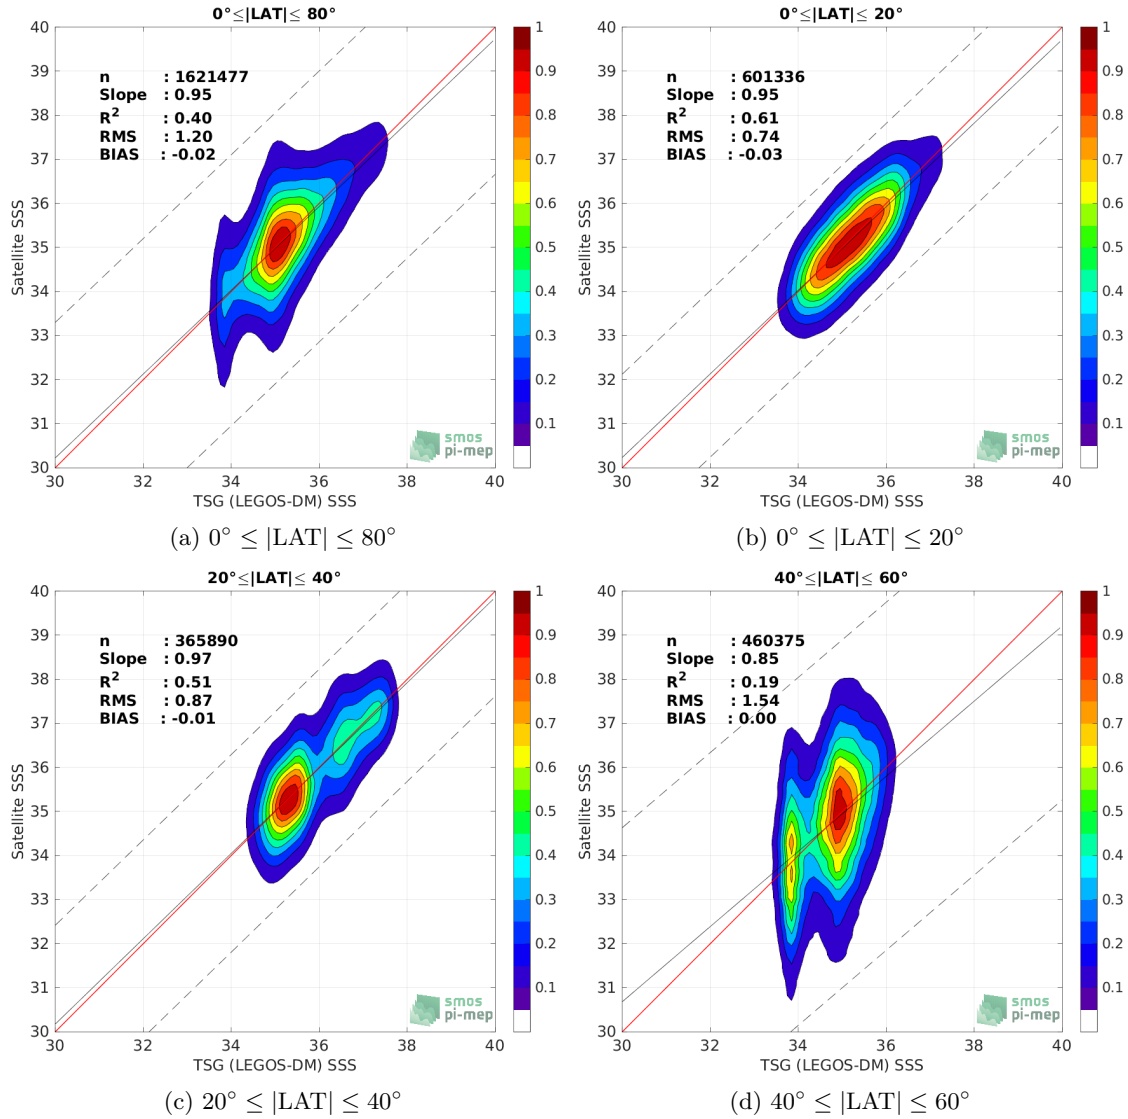 0°≤|LAT|≤ 80°
n : 1621477
Slope : 0.95
R² : 0.40
RMS : 1.20
BIAS : -0.02
40
39
38
37
36
35
34
33
32
31
30
30 32 34 36 38 40
Satellite SSS
TSG (LEGOS-DM) SSS
1
0.9
0.8
0.7
0.6
0.5
0.4
0.3
0.2
0.1
smos
pi-mep
(a) 0° ≤ |LAT| ≤ 80°
0°≤|LAT|≤ 20°
n : 601336
Slope : 0.95
R² : 0.61
RMS : 0.74
BIAS : -0.03
40
39
38
37
36
35
34
33
32
31
30
30 32 34 36 38 40
Satellite SSS
TSG (LEGOS-DM) SSS
1
0.9
0.8
0.7
0.6
0.5
0.4
0.3
0.2
0.1
smos
pi-mep
(b) 0° ≤ |LAT| ≤ 20°
20°≤|LAT|≤ 40°
n : 365890
Slope : 0.97
R² : 0.51
RMS : 0.87
BIAS : -0.01
40
39
38
37
36
35
34
33
32
31
30
30 32 34 36 38 40
Satellite SSS
TSG (LEGOS-DM) SSS
1
0.9
0.8
0.7
0.6
0.5
0.4
0.3
0.2
0.1
smos
pi-mep
(c) 20° ≤ |LAT| ≤ 40°
40°≤|LAT|≤ 60°
n : 460375
Slope : 0.85
R² : 0.19
RMS : 1.54
BIAS : 0.00
40
39
38
37
36
35
34
33
32
31
30
30 32 34 36 38 40
Satellite SSS
TSG (LEGOS-DM) SSS
1
0.9
0.8
0.7
0.6
0.5
0.4
0.3
0.2
0.1
smos
pi-mep
(d) 40° ≤ |LAT| ≤ 60°